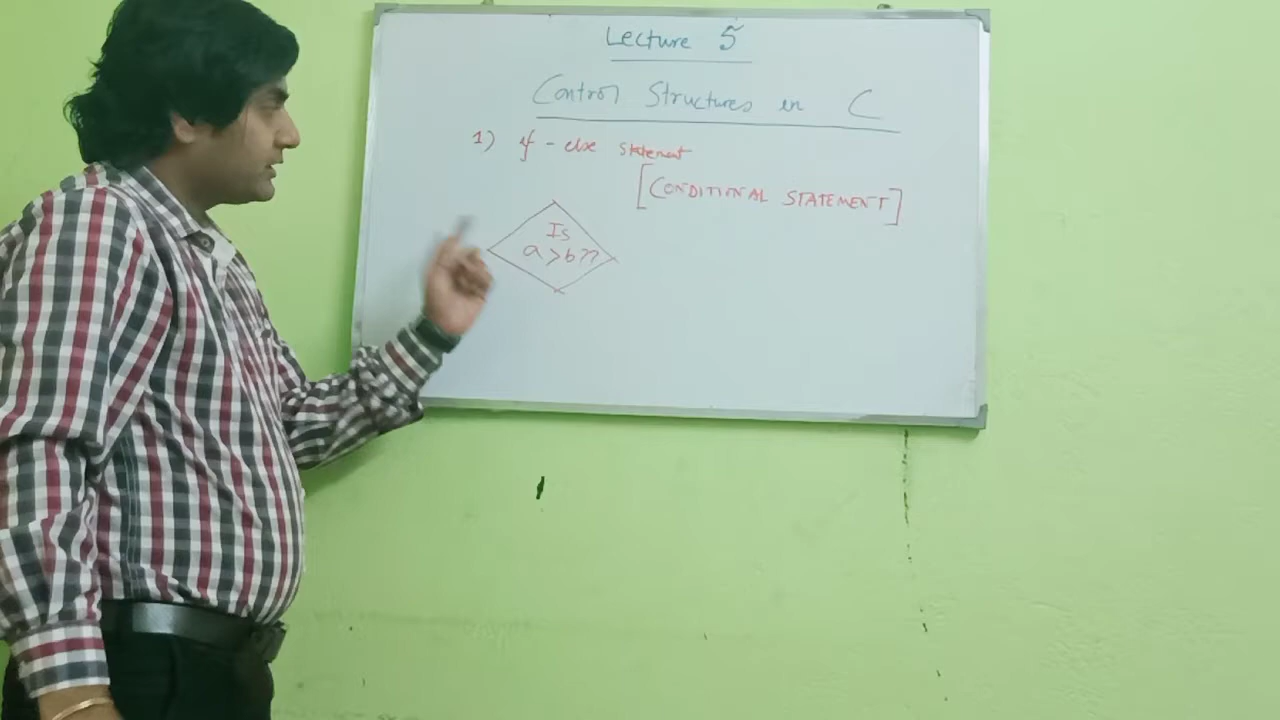 Lecture 5
Control Structures in C
1) if - else statement
[CONDITIONAL STATEMENT]
Is
a > b ??